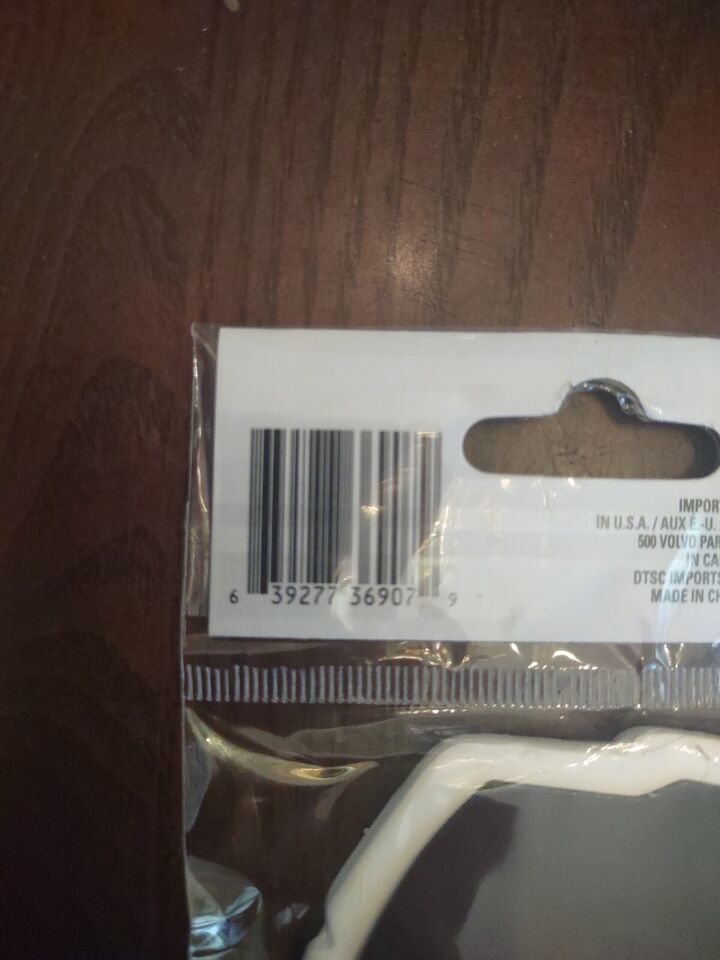 6 39277 36907 9
IMPOR
IN U.S.A. / AUX É.-U.
500 VOLVO PAR
IN CA
DTSC IMPORTS
MADE IN CH